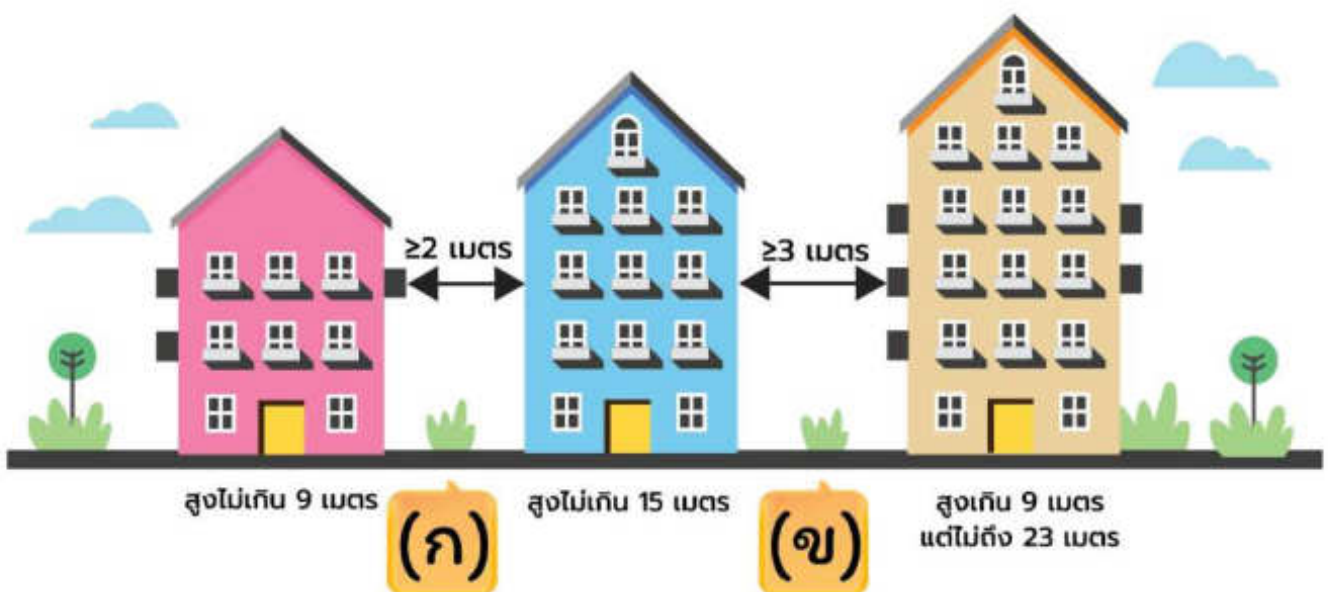 ≥2 เมตร
≥3 เมตร
สูงไม่เกิน 9 เมตร
(ก)
สูงไม่เกิน 15 เมตร
(ข)
สูงเกิน 9 เมตร
แต่ไม่ถึง 23 เมตร